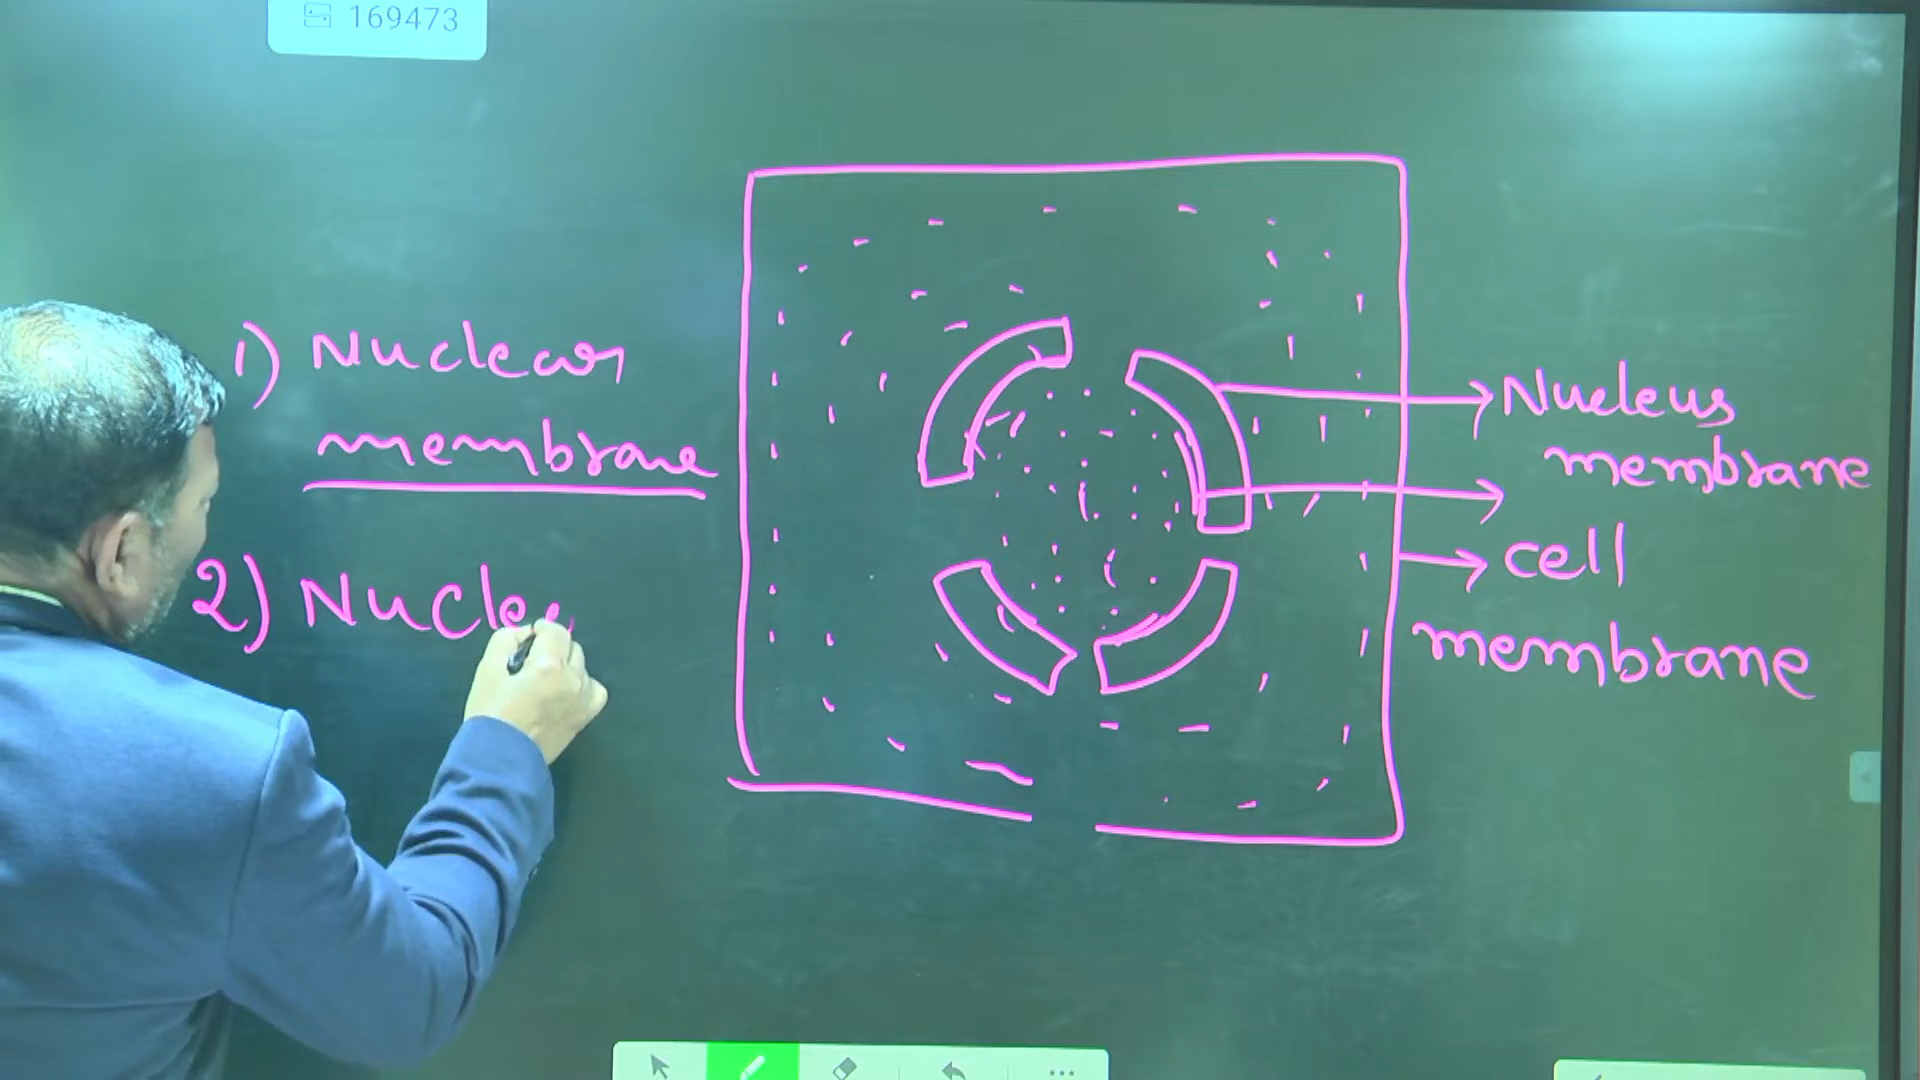 169473
1) Nuclear
membrane
2) Nucle
Nucleus
membrane
cell
membrane